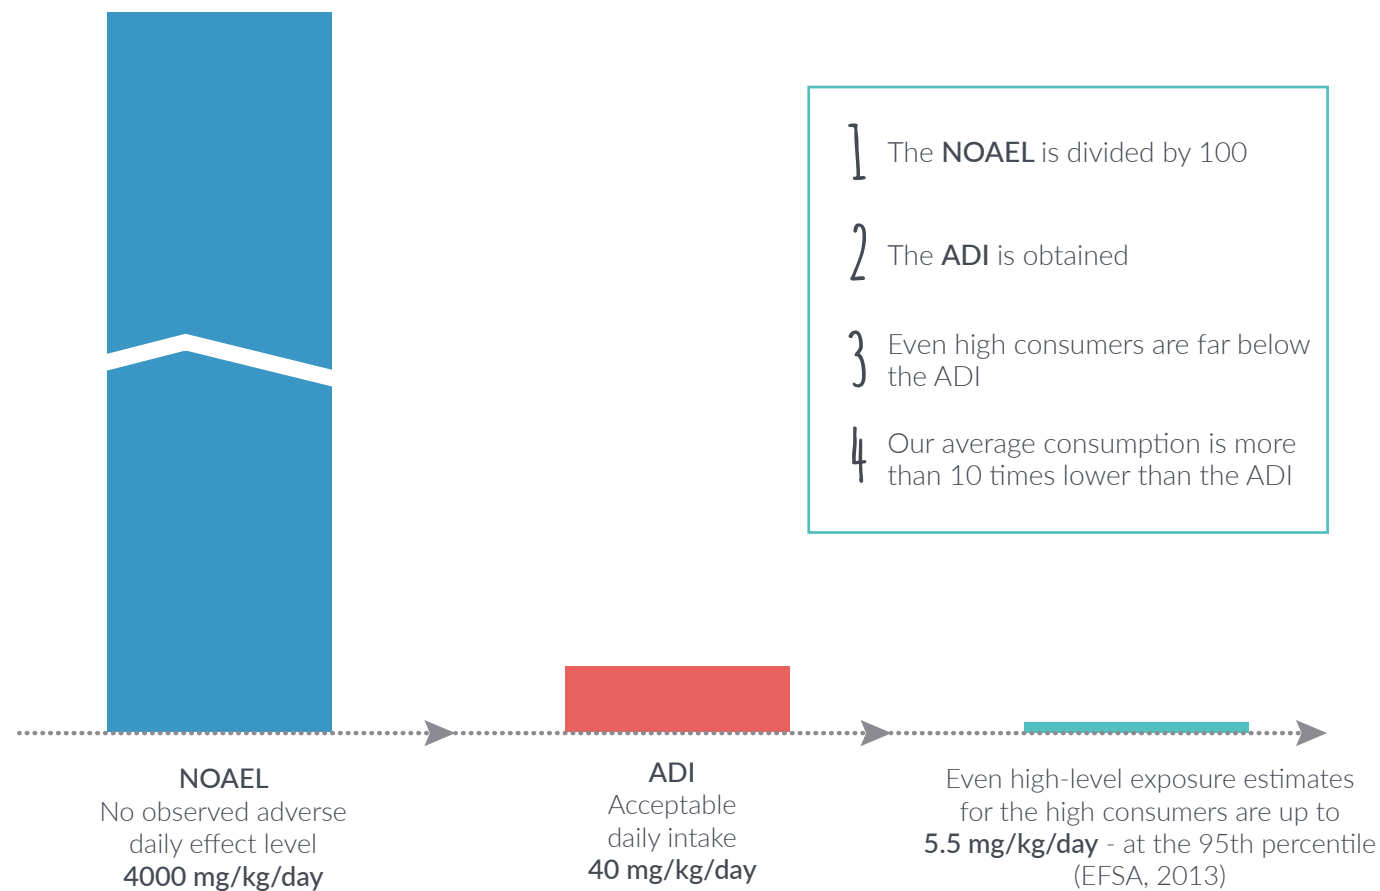 1 The NOAEL is divided by 100
2 The ADI is obtained
3 Even high consumers are far below
the ADI
4 Our average consumption is more
than 10 times lower than the ADI
NOAEL
No observed adverse
daily effect level
4000 mg/kg/day
ADI
Acceptable
daily intake
40 mg/kg/day
Even high-level exposure estimates
for the high consumers are up to
5.5 mg/kg/day - at the 95th percentile
(EFSA, 2013)